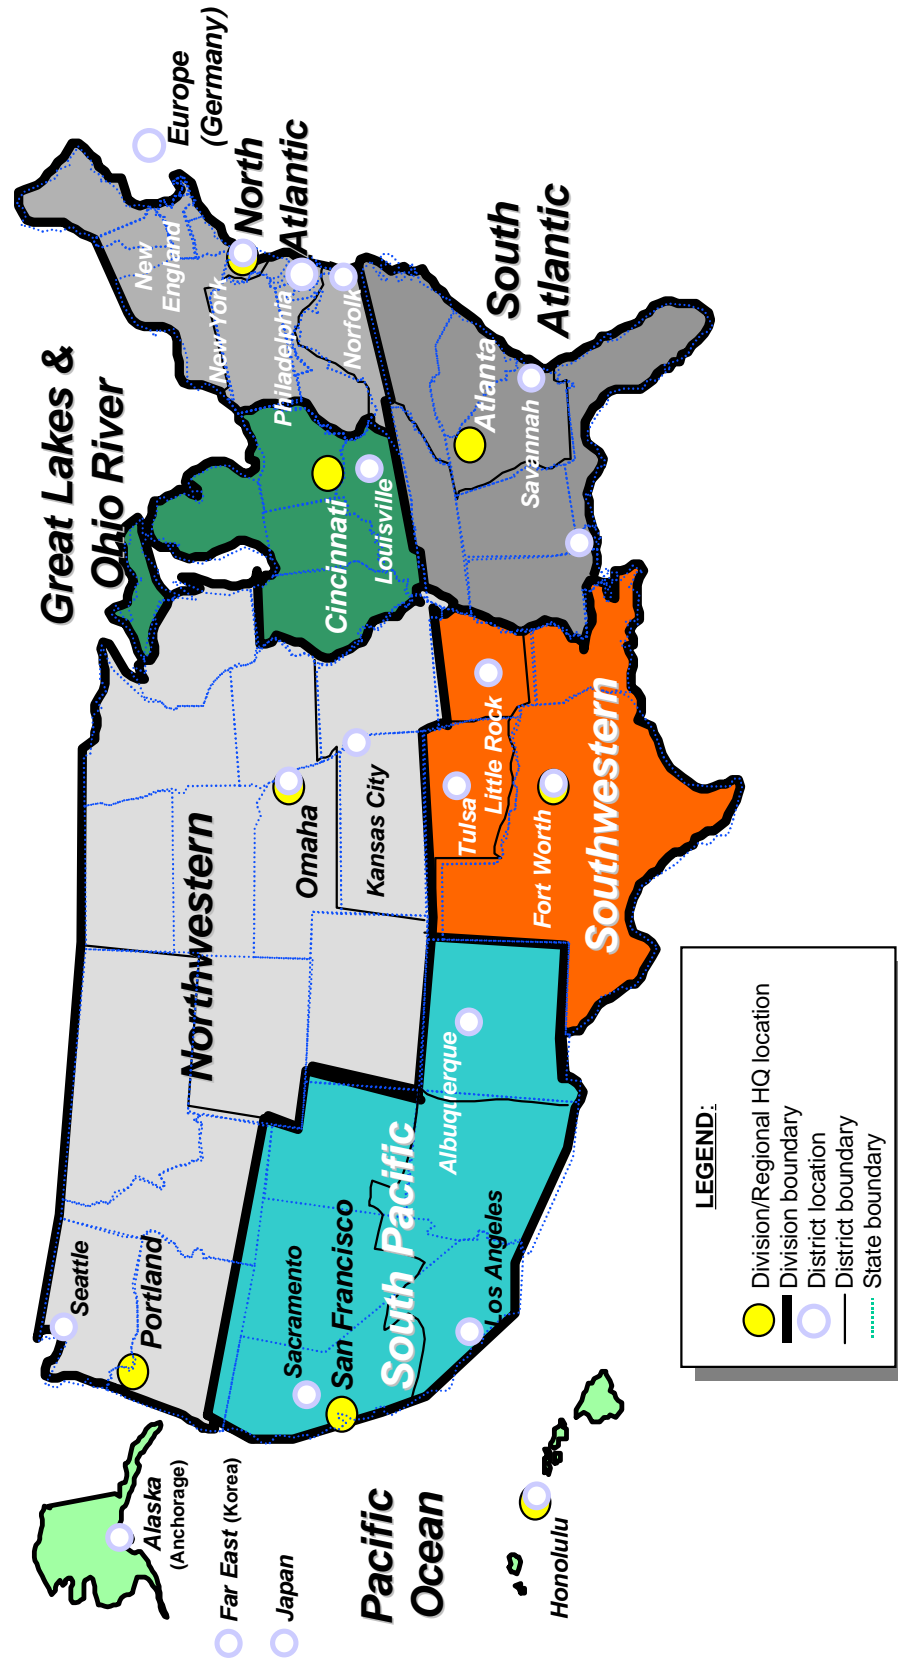 Great Lakes &
Ohio River
Europe
(Germany)
North
Atlantic
South
Atlantic
New
England
New York
Philadelphia
Norfolk
Cincinnati
Louisville
Atlanta
Savannah
Northwestern
Seattle
Portland
Omaha
Kansas City
Southwestern
Tulsa
Little Rock
Fort Worth
South Pacific
Sacramento
San Francisco
Los Angeles
Albuquerque
Alaska
(Anchorage)
Far East (Korea)
Japan
Pacific
Ocean
Honolulu
LEGEND:
Division/Regional HQ location
Division boundary
District location
District boundary
State boundary